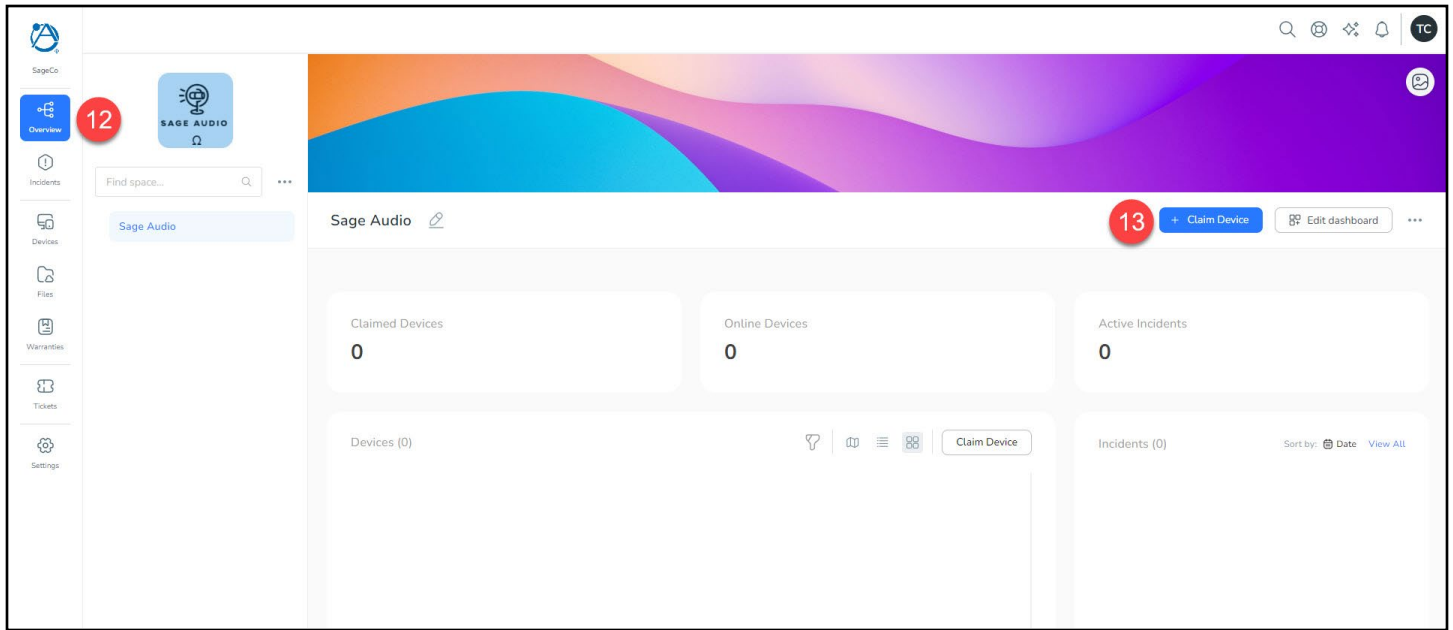 SageCo
TC
Overview
12
Incidents
Devices
Files
Warranties
Tickets
Settings
SAGE AUDIO
Ω
Find space...
Sage Audio
Sage Audio
13
+ Claim Device
Edit dashboard
Claimed Devices
0
Online Devices
0
Active Incidents
0
Devices (0)
Claim Device
Incidents (0)
Sort by: Date View All